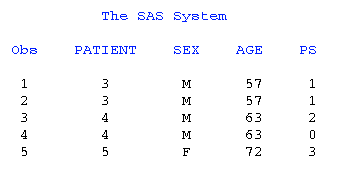 The SAS System
Obs PATIENT SEX AGE PS
1 3 M 57 1
2 3 M 57 1
3 4 M 63 2
4 4 M 63 0
5 5 F 72 3